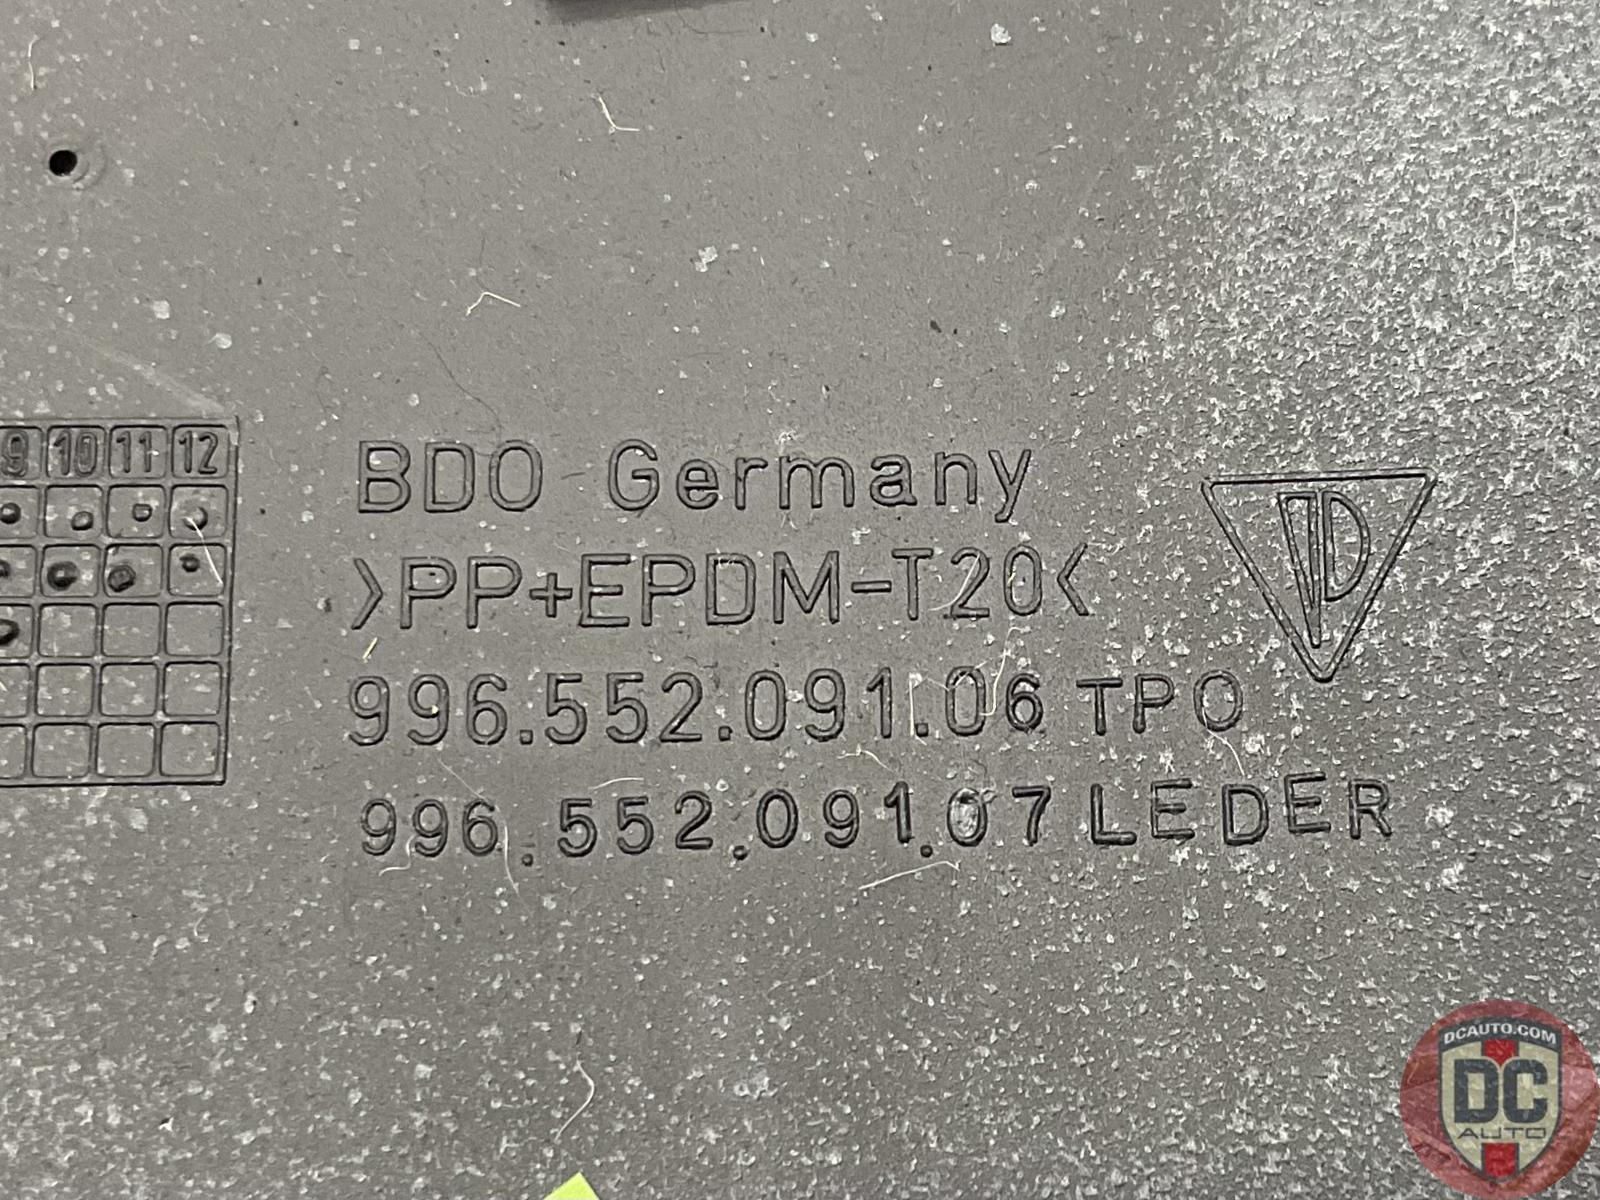 9 10 11 12
BDO Germany
>PP+EPDM-T20<
996.552.091.06 TPO
996.552.091.07 LEDER
DCAUTO.COM
DC
AUTO